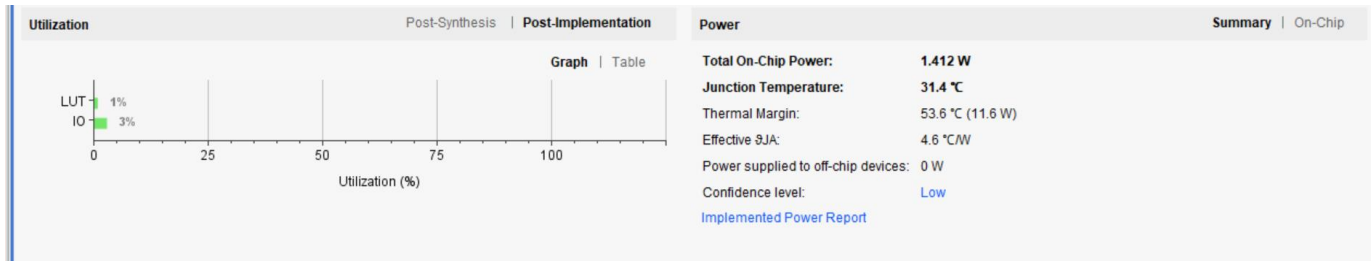 Utilization Post-Synthesis | Post-Implementation
Graph | Table
LUT 1%
IO 3%
0 25 50 75 100
Utilization (%)
Power Summary | On-Chip
Total On-Chip Power: 1.412 W
Junction Temperature: 31.4 °C
Thermal Margin: 53.6 °C (11.6 W)
Effective ϑJA: 4.6 °C/W
Power supplied to off-chip devices: 0 W
Confidence level: Low
Implemented Power Report